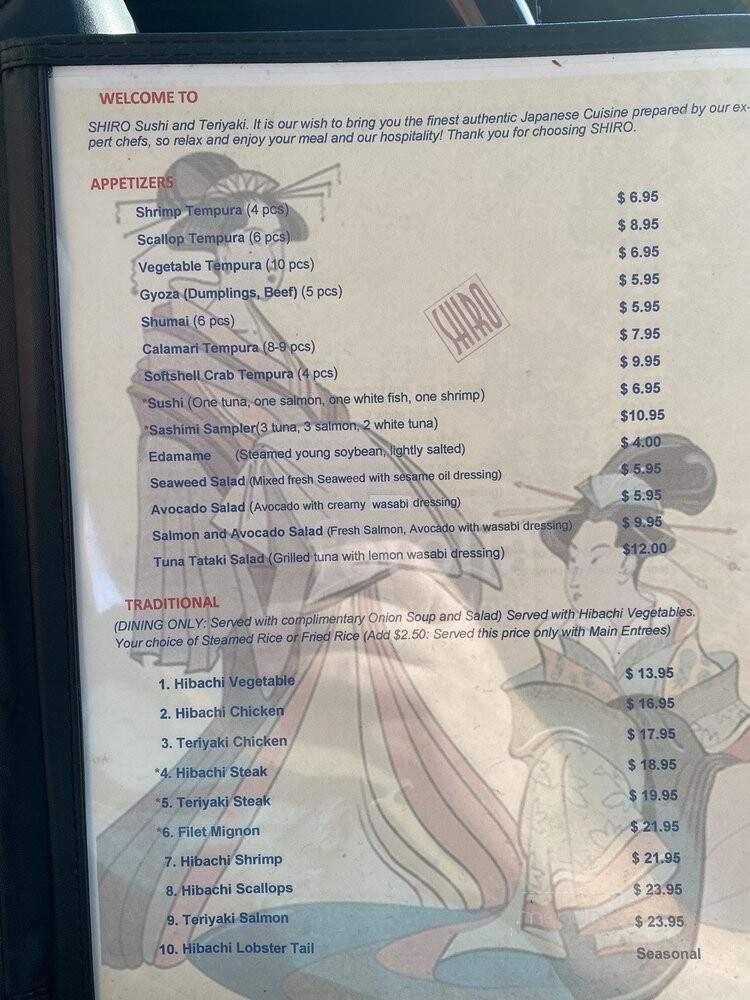 WELCOME TO
SHIRO Sushi and Teriyaki. It is our wish to bring you the finest authentic Japanese Cuisine prepared by our ex-
pert chefs, so relax and enjoy your meal and our hospitality! Thank you for choosing SHIRO.
APPETIZERS
Shrimp Tempura (4 pcs) $ 6.95
Scallop Tempura (6 pcs) $ 8.95
Vegetable Tempura (10 pcs) $ 6.95
Gyoza (Dumplings, Beef) (5 pcs) $ 5.95
Shumai (6 pcs) $ 5.95
Calamari Tempura (8-9 pcs) $ 7.95
Softshell Crab Tempura (4 pcs) $ 9.95
*Sushi (One tuna, one salmon, one white fish, one shrimp) $ 6.95
*Sashimi Sampler(3 tuna, 3 salmon, 2 white tuna) $10.95
Edamame (Steamed young soybean, lightly salted) $ 4.00
Seaweed Salad (Mixed fresh Seaweed with sesame oil dressing) $ 5.95
Avocado Salad (Avocado with creamy wasabi dressing) $ 5.95
Salmon and Avocado Salad (Fresh Salmon, Avocado with wasabi dressing) $ 9.95
Tuna Tataki Salad (Grilled tuna with lemon wasabi dressing) $12.00
SHIRO
TRADITIONAL
(DINING ONLY: Served with complimentary Onion Soup and Salad) Served with Hibachi Vegetables.
Your choice of Steamed Rice or Fried Rice (Add $2.50: Served this price only with Main Entrees)
1. Hibachi Vegetable $ 13.95
2. Hibachi Chicken $ 16.95
3. Teriyaki Chicken $ 17.95
*4. Hibachi Steak $ 18.95
*5. Teriyaki Steak $ 19.95
*6. Filet Mignon $ 21.95
7. Hibachi Shrimp $ 21.95
8. Hibachi Scallops $ 23.95
9. Teriyaki Salmon $ 23.95
10. Hibachi Lobster Tail Seasonal